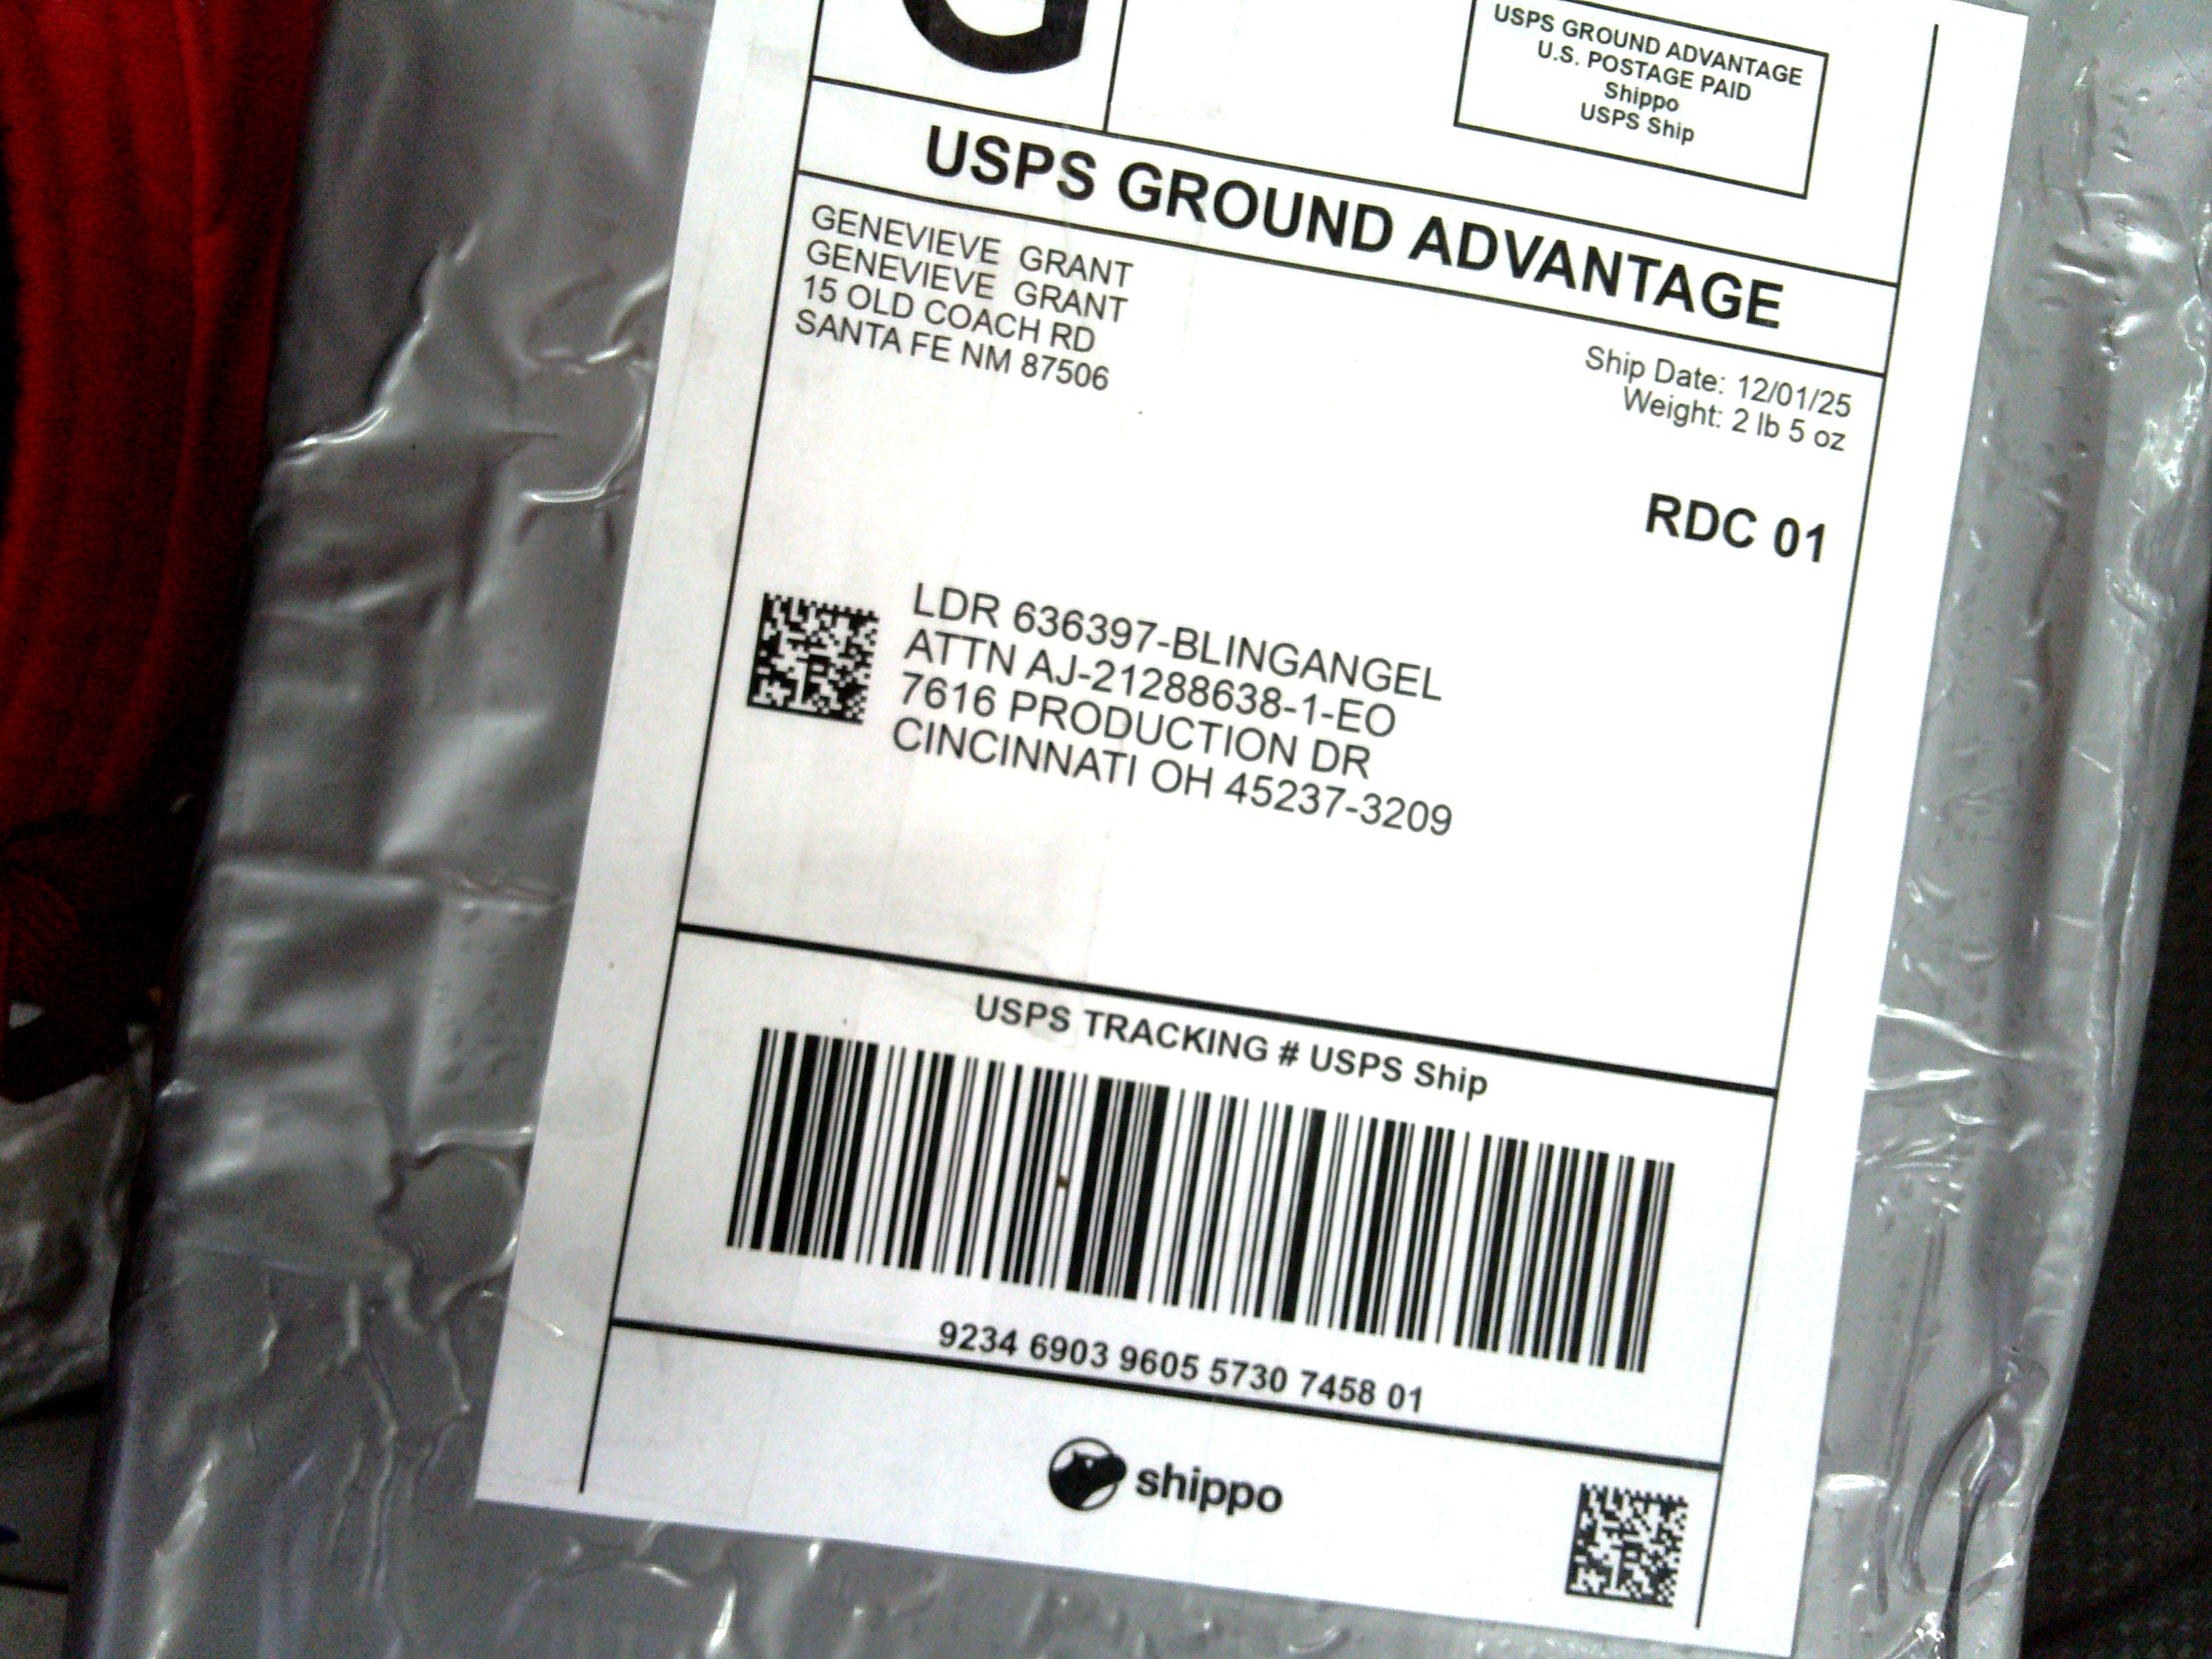 G
USPS GROUND ADVANTAGE
U.S. POSTAGE PAID
Shippo
USPS Ship
USPS GROUND ADVANTAGE
GENEVIEVE GRANT
GENEVIEVE GRANT
15 OLD COACH RD
SANTA FE NM 87506
Ship Date: 12/01/25
Weight: 2 lb 5 oz
RDC 01
LDR 636397-BLINGANGEL
ATTN AJ-21288638-1-EO
7616 PRODUCTION DR
CINCINNATI OH 45237-3209
USPS TRACKING # USPS Ship
9234 6903 9605 5730 7458 01
shippo